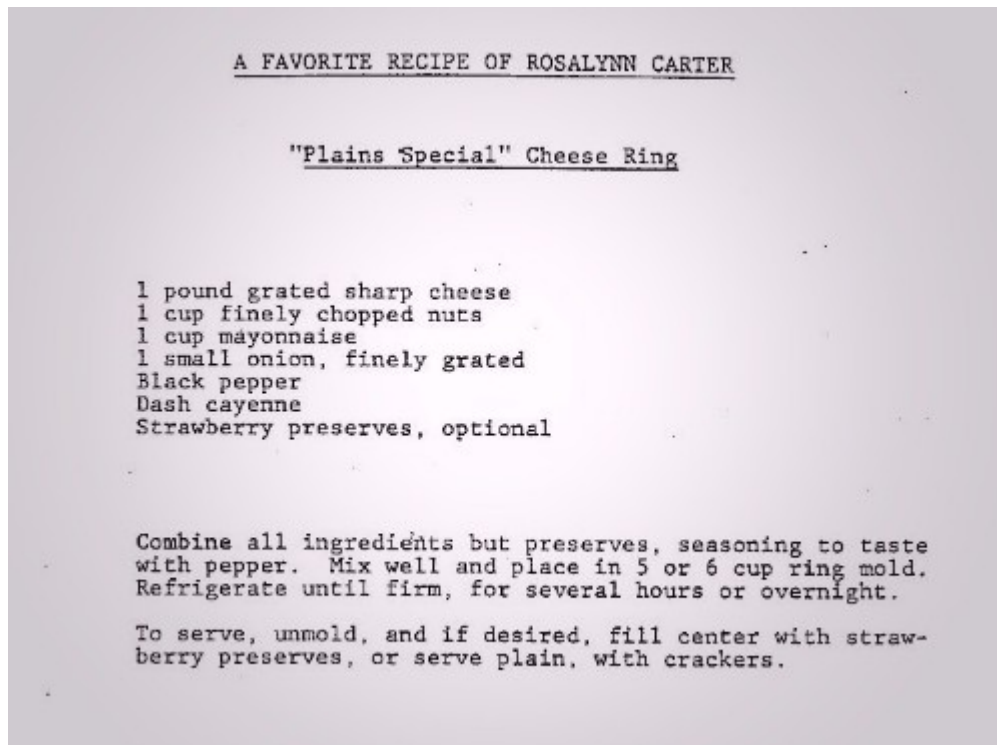 A FAVORITE RECIPE OF ROSALYNN CARTER
"Plains Special" Cheese Ring
1 pound grated sharp cheese
1 cup finely chopped nuts
1 cup mayonnaise
1 small onion, finely grated
Black pepper
Dash cayenne
Strawberry preserves, optional
Combine all ingredients but preserves, seasoning to taste
with pepper. Mix well and place in 5 or 6 cup ring mold.
Refrigerate until firm, for several hours or overnight.
To serve, unmold, and if desired, fill center with straw-
berry preserves, or serve plain, with crackers.